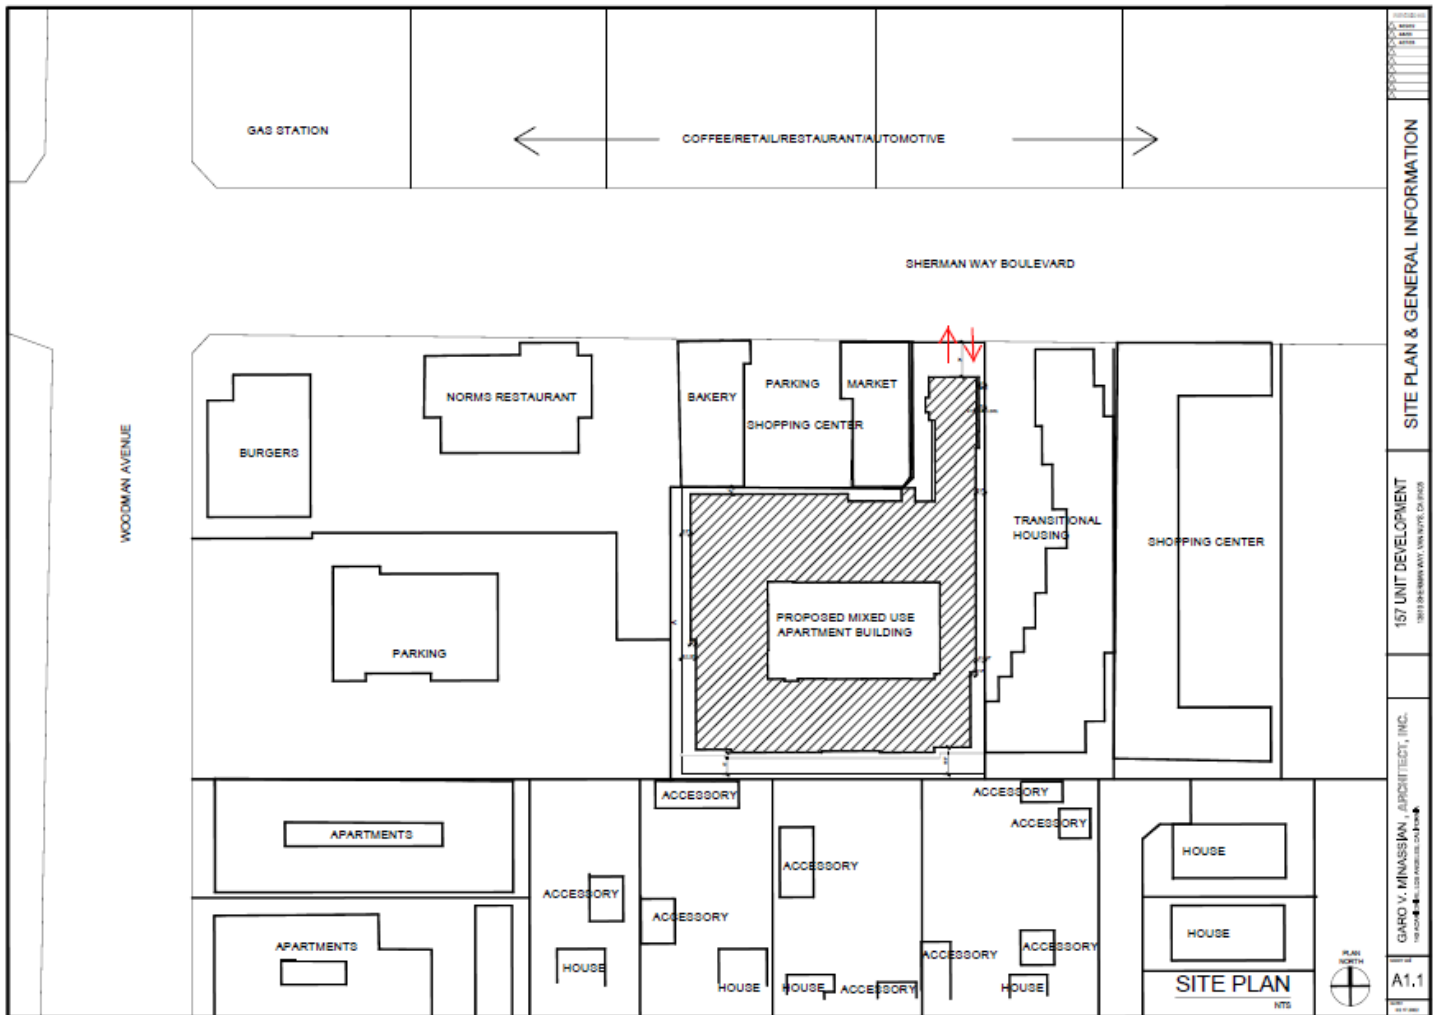 GAS STATION
COFFEE/RETAIL/RESTAURANT/AUTOMOTIVE
SHERMAN WAY BOULEVARD
WOODMAN AVENUE
BURGERS
NORMS RESTAURANT
BAKERY
PARKING
MARKET
SHOPPING CENTER
TRANSITIONAL
HOUSING
SHOPPING CENTER
PROPOSED MIXED USE
APARTMENT BUILDING
PARKING
APARTMENTS
APARTMENTS
ACCESSORY
ACCESSORY
ACCESSORY
ACCESSORY
ACCESSORY
ACCESSORY
ACCESSORY
ACCESSORY
ACCESSORY
HOUSE
HOUSE
HOUSE
ACCESSORY
HOUSE
HOUSE
HOUSE
SITE PLAN
NTS
PLAN
NORTH
SITE PLAN & GENERAL INFORMATION
157 UNIT DEVELOPMENT
GARO V. MINASSIAN, ARCHITECT, INC.
A1.1